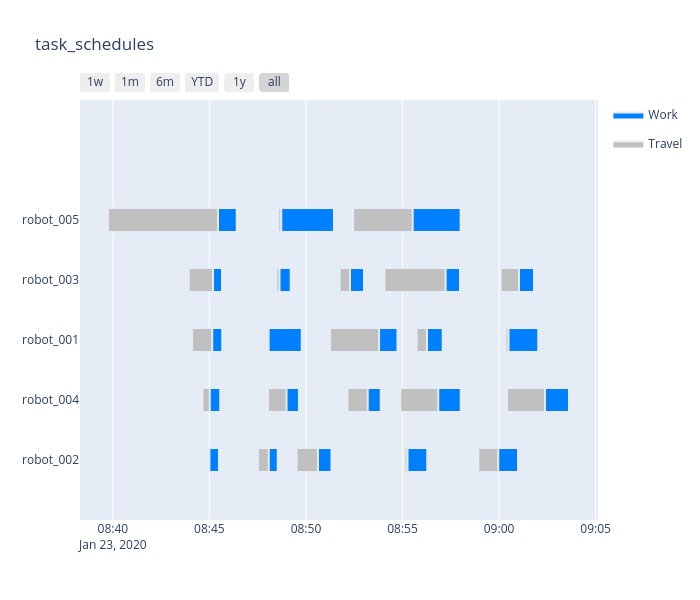 task_schedules
1w 1m 6m YTD 1y all
Work
Travel
robot_005
robot_003
robot_001
robot_004
robot_002
08:40 08:45 08:50 08:55 09:00 09:05
Jan 23, 2020